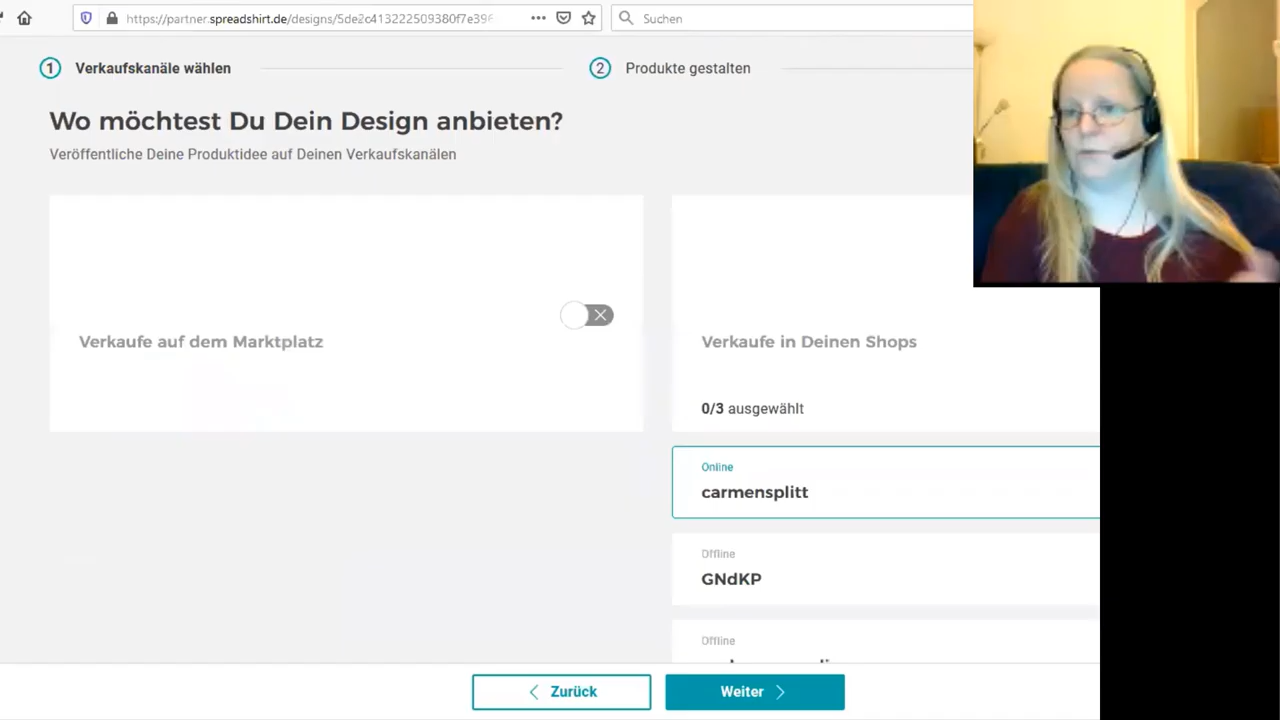 https://partner.spreadshirt.de/designs/5de2c413222509380f7e39f
Suchen
1 Verkaufskanäle wählen
2 Produkte gestalten
Wo möchtest Du Dein Design anbieten?
Veröffentliche Deine Produktidee auf Deinen Verkaufskanälen
Verkaufe auf dem Marktplatz
Verkaufe in Deinen Shops
0/3 ausgewählt
Online
carmensplitt
Offline
GNdKP
Offline
Zurück
Weiter